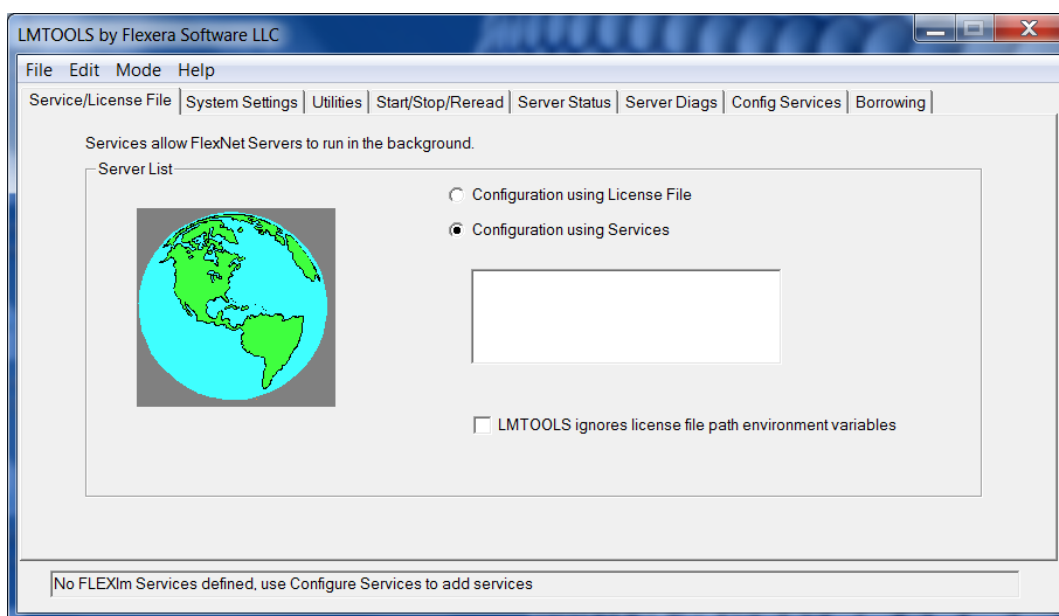 LMTOOLS by Flexera Software LLC
File Edit Mode Help
Service/License File System Settings Utilities Start/Stop/Reread Server Status Server Diags Config Services Borrowing
Services allow FlexNet Servers to run in the background.
Server List
Configuration using License File
Configuration using Services
LMTOOLS ignores license file path environment variables
No FLEXlm Services defined, use Configure Services to add services